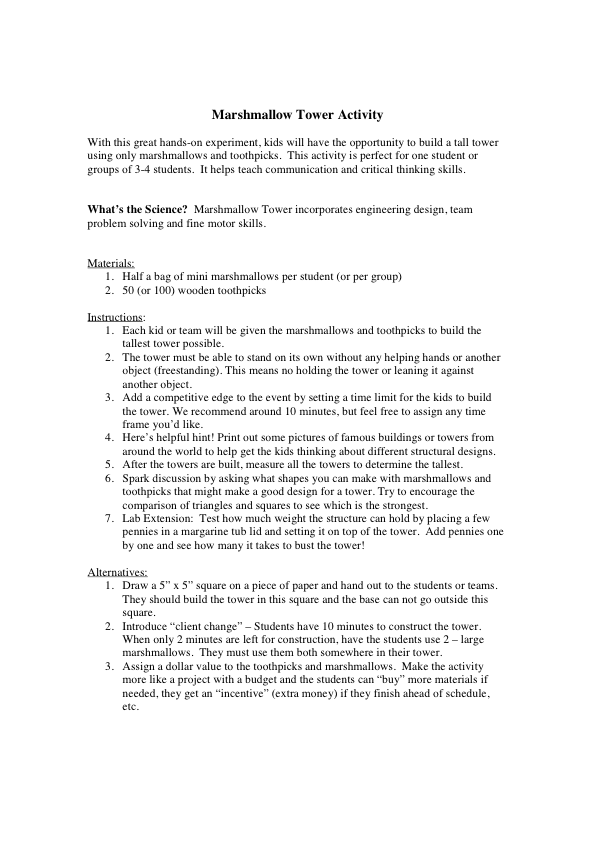 Marshmallow Tower Activity
With this great hands-on experiment, kids will have the opportunity to build a tall tower
using only marshmallows and toothpicks.  This activity is perfect for one student or
groups of 3-4 students.  It helps teach communication and critical thinking skills.
What's the Science?  Marshmallow Tower incorporates engineering design, team
problem solving and fine motor skills.
Materials:
1. Half a bag of mini marshmallows per student (or per group)
2. 50 (or 100) wooden toothpicks
Instructions:
1. Each kid or team will be given the marshmallows and toothpicks to build the
tallest tower possible.
2. The tower must be able to stand on its own without any helping hands or another
object (freestanding). This means no holding the tower or leaning it against
another object.
3. Add a competitive edge to the event by setting a time limit for the kids to build
the tower. We recommend around 10 minutes, but feel free to assign any time
frame you'd like.
4. Here's helpful hint! Print out some pictures of famous buildings or towers from
around the world to help get the kids thinking about different structural designs.
5. After the towers are built, measure all the towers to determine the tallest.
6. Spark discussion by asking what shapes you can make with marshmallows and
toothpicks that might make a good design for a tower. Try to encourage the
comparison of triangles and squares to see which is the strongest.
7. Lab Extension:  Test how much weight the structure can hold by placing a few
pennies in a margarine tub lid and setting it on top of the tower.  Add pennies one
by one and see how many it takes to bust the tower!
Alternatives:
1. Draw a 5” x 5” square on a piece of paper and hand out to the students or teams.
They should build the tower in this square and the base can not go outside this
square.
2. Introduce “client change” – Students have 10 minutes to construct the tower.
When only 2 minutes are left for construction, have the students use 2 – large
marshmallows.  They must use them both somewhere in their tower.
3. Assign a dollar value to the toothpicks and marshmallows.  Make the activity
more like a project with a budget and the students can “buy” more materials if
needed, they get an “incentive” (extra money) if they finish ahead of schedule,
etc.